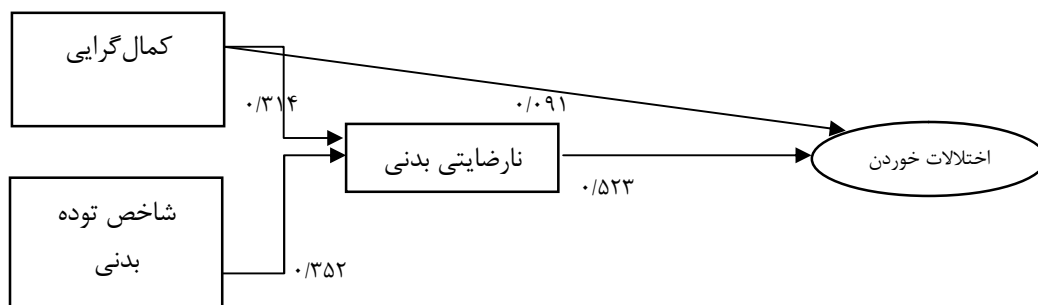 کمال‌گرایی
۰/۳۱۴
۰/۰۹۱
نارضایتی بدنی
اختلالات خوردن
۰/۵۲۳
شاخص توده
بدنی
۰/۳۵۲